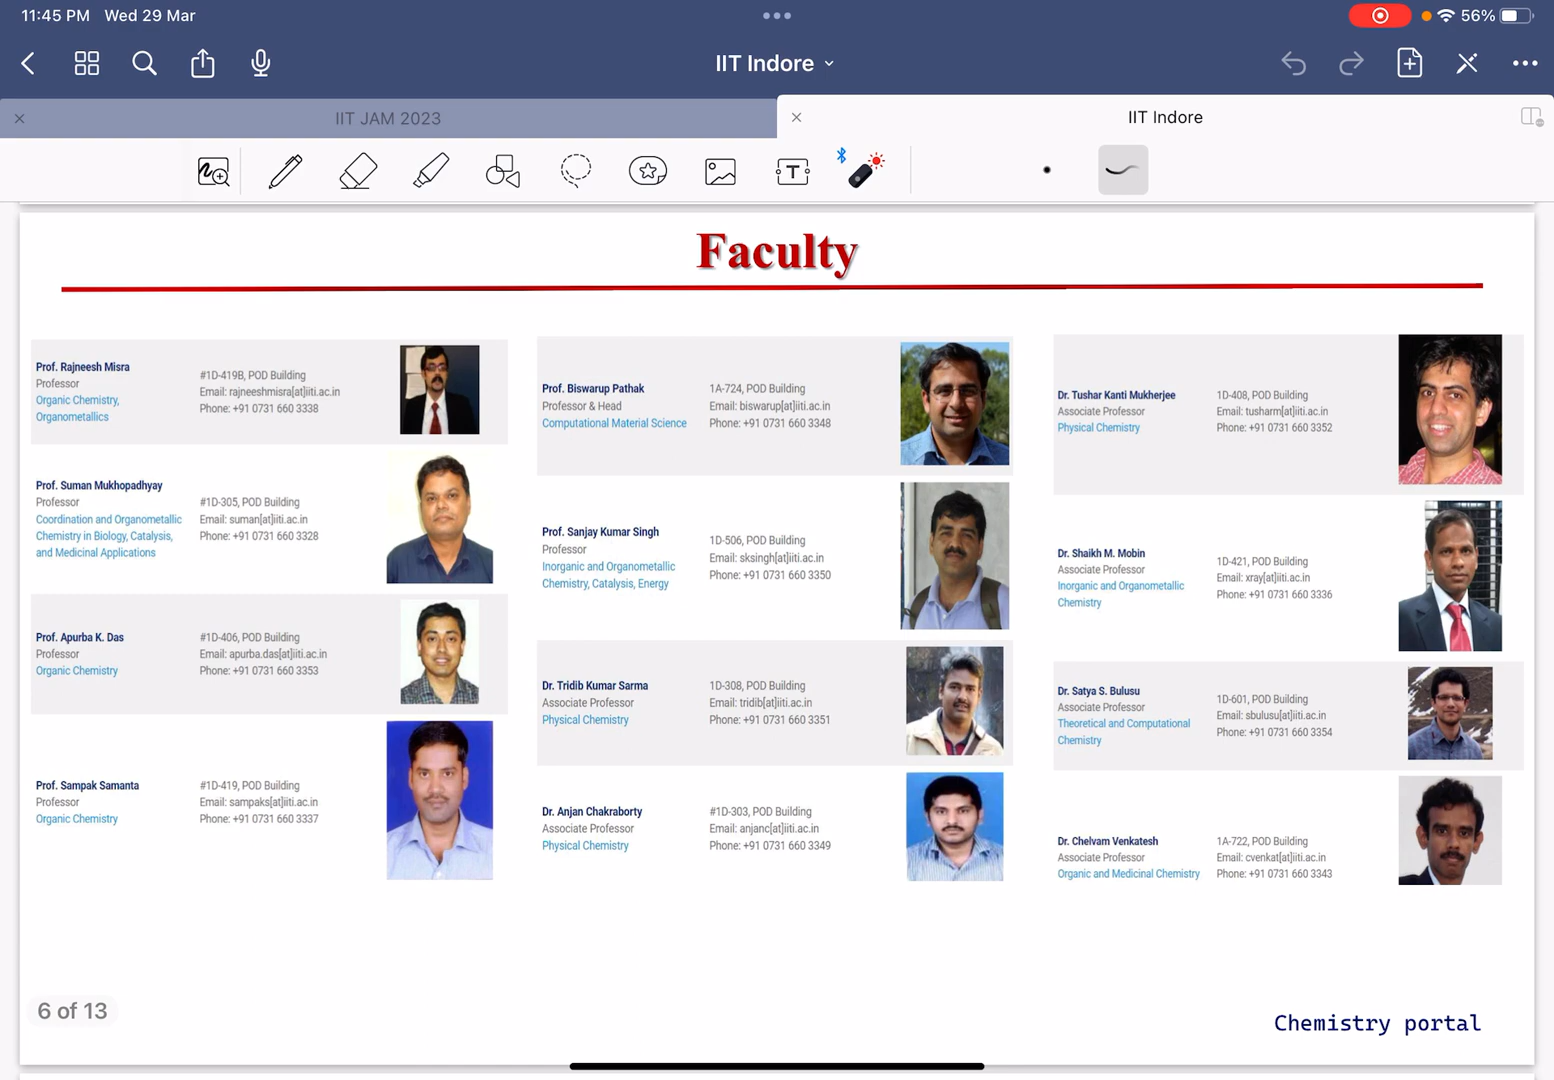 11:45 PM Wed 29 Mar
56%
IIT Indore
IIT JAM 2023
IIT Indore
T
Faculty
Prof. Rajneesh Misra
Professor
Organic Chemistry,
Organometallics
#1D-419B, POD Building
Email: rajneeshmisra[at]iiti.ac.in
Phone: +91 0731 660 3338
Prof. Suman Mukhopadhyay
Professor
Coordination and Organometallic
Chemistry in Biology, Catalysis,
and Medicinal Applications
#1D-305, POD Building
Email: suman[at]iiti.ac.in
Phone: +91 0731 660 3328
Prof. Apurba K. Das
Professor
Organic Chemistry
#1D-406, POD Building
Email: apurba.das[at]iiti.ac.in
Phone: +91 0731 660 3353
Prof. Sampak Samanta
Professor
Organic Chemistry
#1D-419, POD Building
Email: sampaks[at]iiti.ac.in
Phone: +91 0731 660 3337
Prof. Biswarup Pathak
Professor & Head
Computational Material Science
1A-724, POD Building
Email: biswarup[at]iiti.ac.in
Phone: +91 0731 660 3348
Prof. Sanjay Kumar Singh
Professor
Inorganic and Organometallic
Chemistry, Catalysis, Energy
1D-506, POD Building
Email: sksingh[at]iiti.ac.in
Phone: +91 0731 660 3350
Dr. Tridib Kumar Sarma
Associate Professor
Physical Chemistry
1D-308, POD Building
Email: tridib[at]iiti.ac.in
Phone: +91 0731 660 3351
Dr. Anjan Chakraborty
Associate Professor
Physical Chemistry
#1D-303, POD Building
Email: anjanc[at]iiti.ac.in
Phone: +91 0731 660 3349
Dr. Tushar Kanti Mukherjee
Associate Professor
Physical Chemistry
1D-408, POD Building
Email: tusharm[at]iiti.ac.in
Phone: +91 0731 660 3352
Dr. Shaikh M. Mobin
Associate Professor
Inorganic and Organometallic
Chemistry
1D-421, POD Building
Email: xray[at]iiti.ac.in
Phone: +91 0731 660 3336
Dr. Satya S. Bulusu
Associate Professor
Theoretical and Computational
Chemistry
1D-601, POD Building
Email: sbulusu[at]iiti.ac.in
Phone: +91 0731 660 3354
Dr. Chelvam Venkatesh
Associate Professor
Organic and Medicinal Chemistry
1A-722, POD Building
Email: cvenkat[at]iiti.ac.in
Phone: +91 0731 660 3343
6 of 13
Chemistry portal